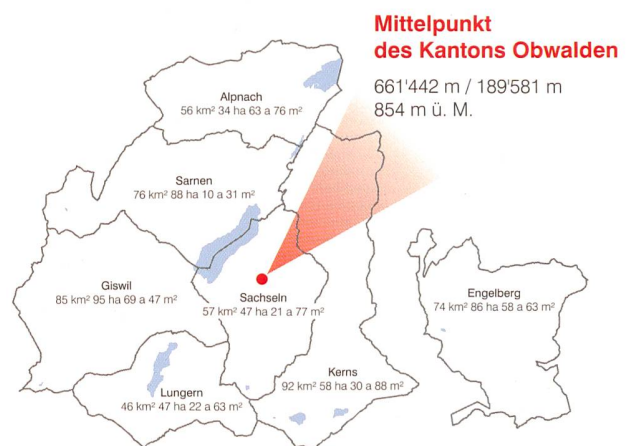 Mittelpunkt
des Kantons Obwalden
661'442 m / 189'581 m
854 m ü. M.
Alpnach
56 km² 34 ha 63 a 76 m²
Sarnen
76 km² 88 ha 10 a 31 m²
Giswil
85 km² 95 ha 69 a 47 m²
Sachseln
57 km² 47 ha 21 a 77 m²
Engelberg
74 km² 86 ha 58 a 63 m²
Kerns
92 km² 58 ha 30 a 88 m²
Lungern
46 km² 47 ha 22 a 63 m²